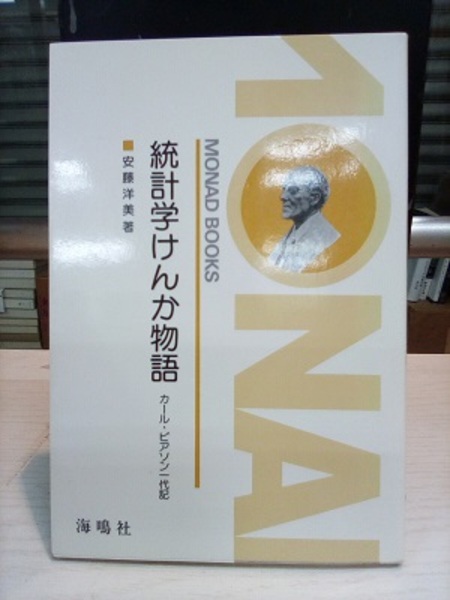 MONAD
MONAD BOOKS
統計学けんか物語
カール・ピアソン一代記
■安藤洋美著
海鳴社